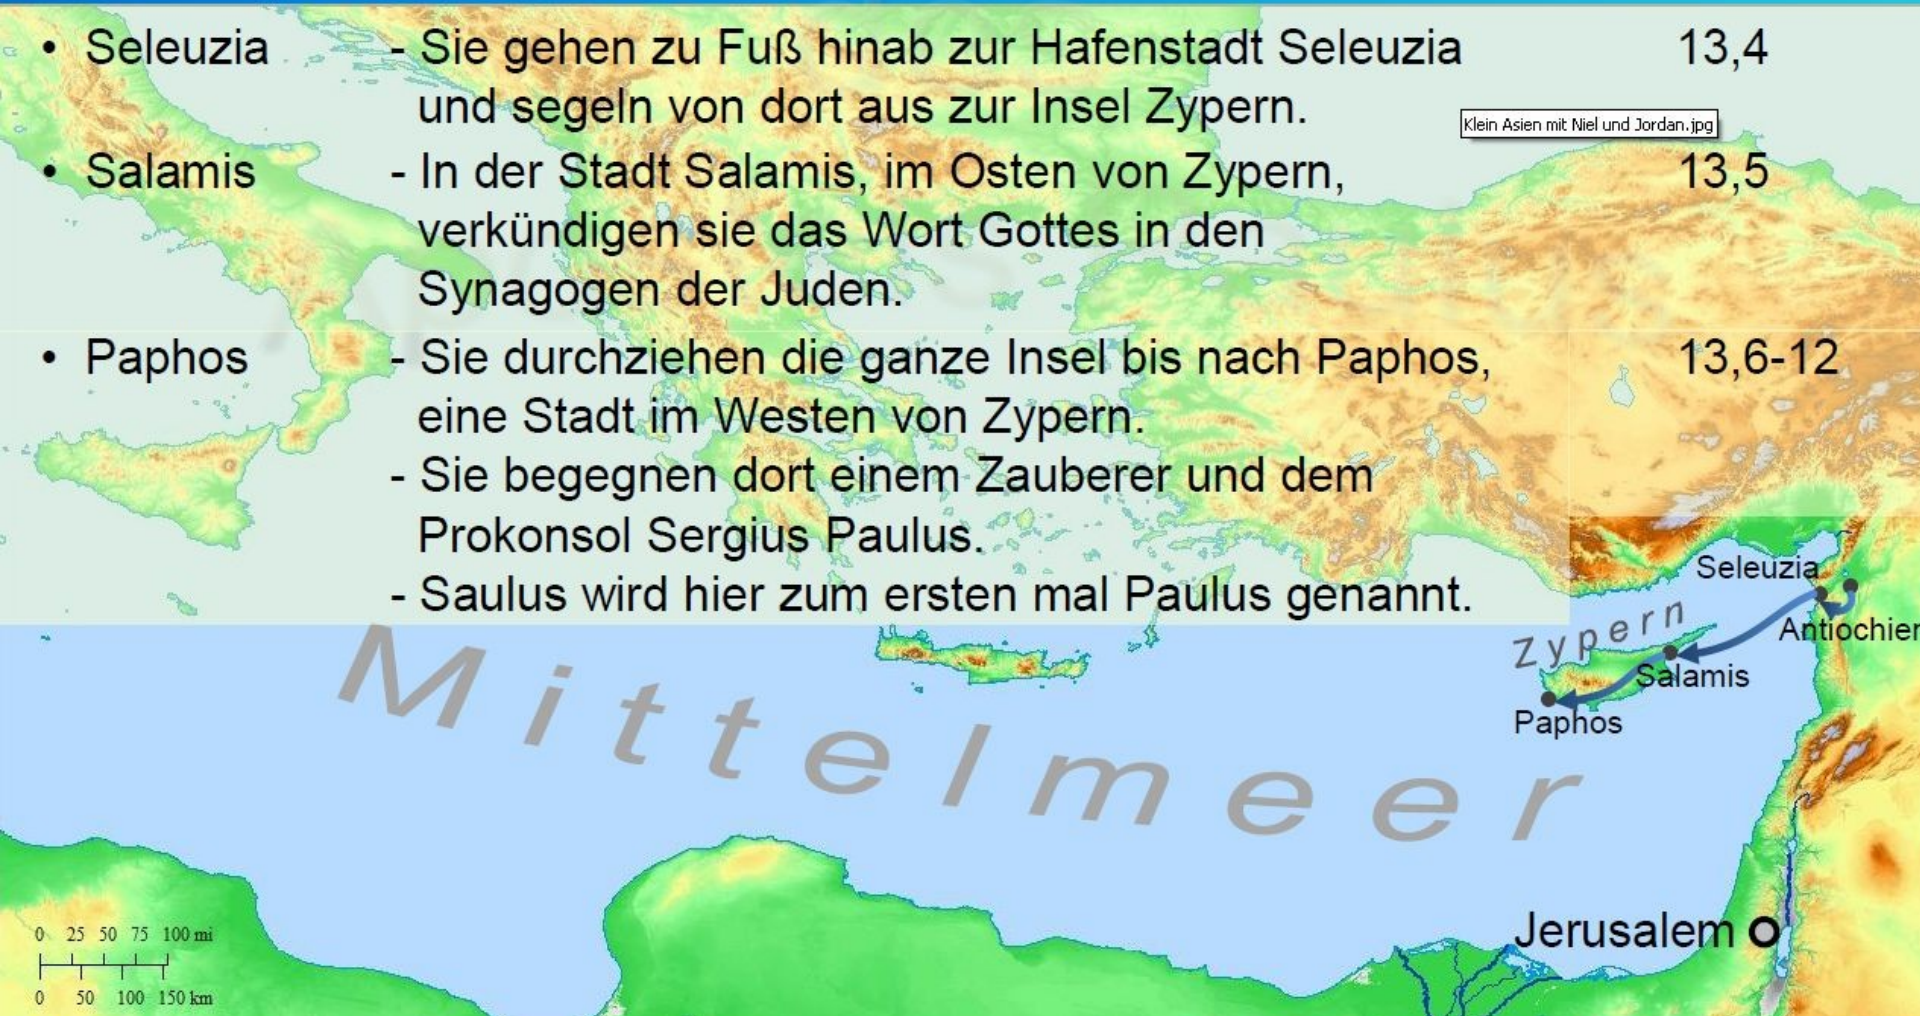 • Seleuzia - Sie gehen zu Fuß hinab zur Hafenstadt Seleuzia 13,4
und segeln von dort aus zur Insel Zypern.
Klein Asien mit Niel und Jordan.jpg
• Salamis - In der Stadt Salamis, im Osten von Zypern, 13,5
verkündigen sie das Wort Gottes in den
Synagogen der Juden.
• Paphos - Sie durchziehen die ganze Insel bis nach Paphos, 13,6-12
eine Stadt im Westen von Zypern.
- Sie begegnen dort einem Zauberer und dem
Prokonsol Sergius Paulus.
- Saulus wird hier zum ersten mal Paulus genannt.
Seleuzia
Zypern
Antiochien
Salamis
Paphos
Mittelmeer
Jerusalem
0 25 50 75 100 mi
0 50 100 150 km